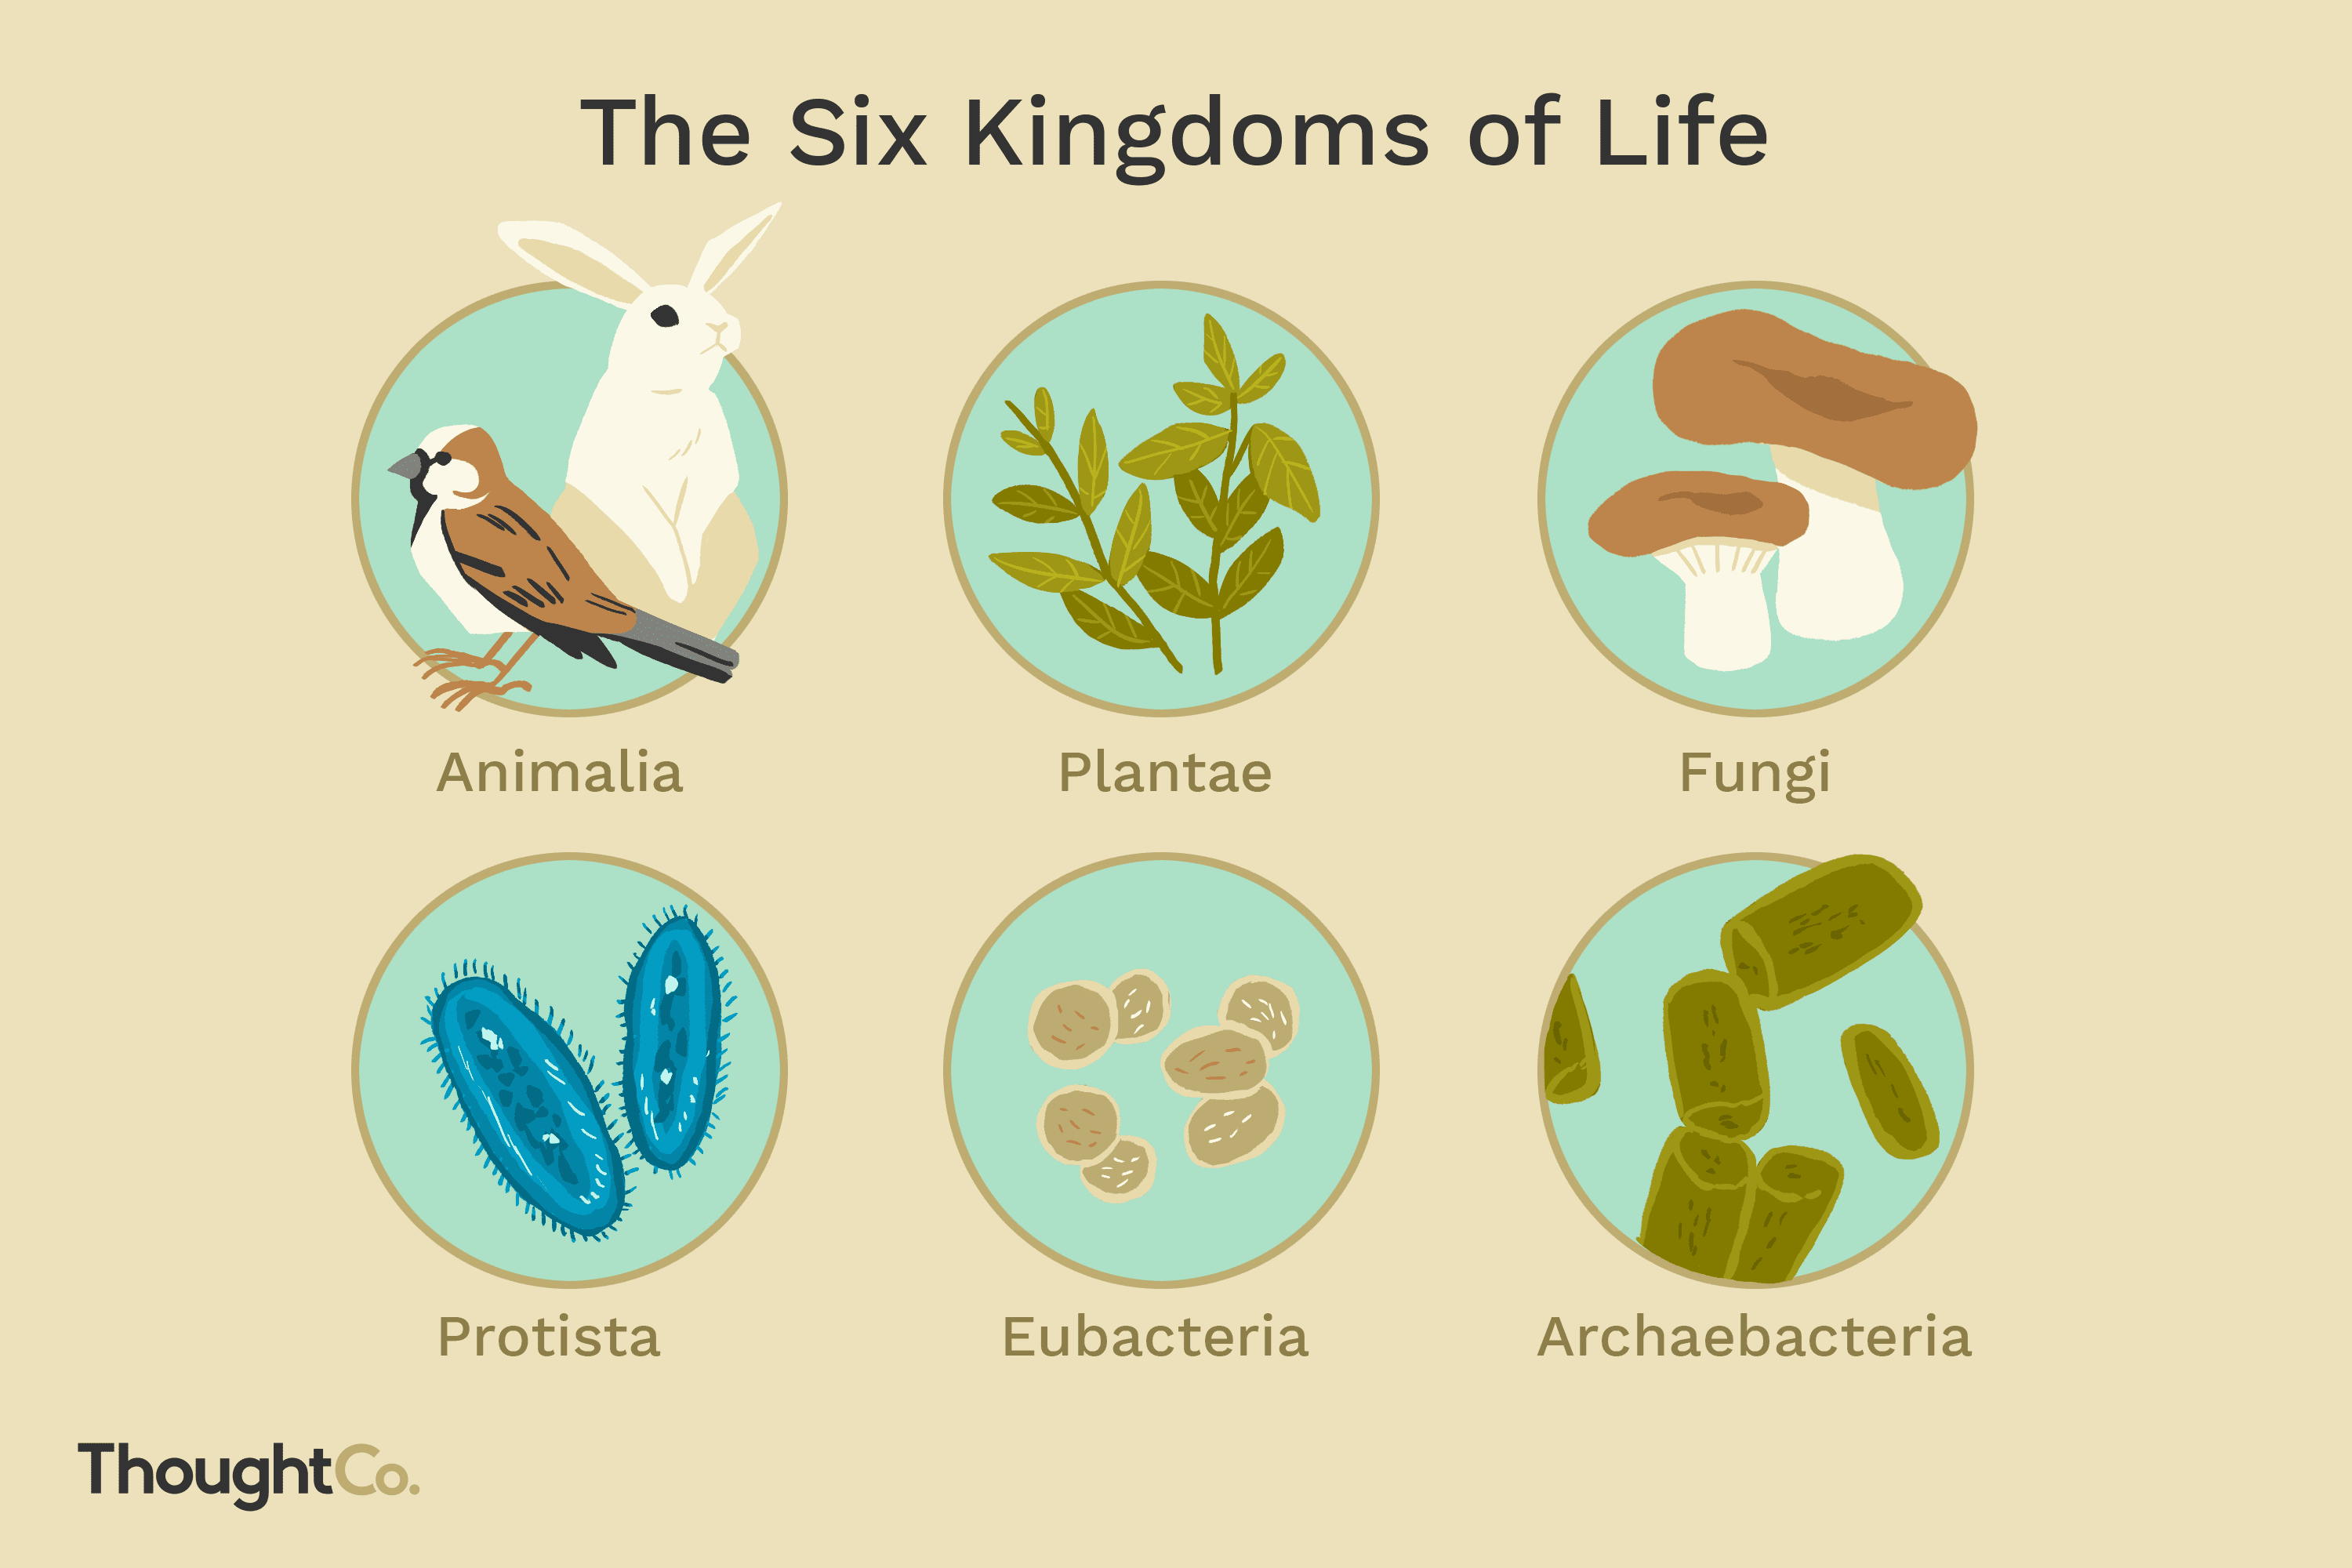 The Six Kingdoms of Life
Animalia
Plantae
Fungi
Protista
Eubacteria
Archaebacteria
ThoughtCo.